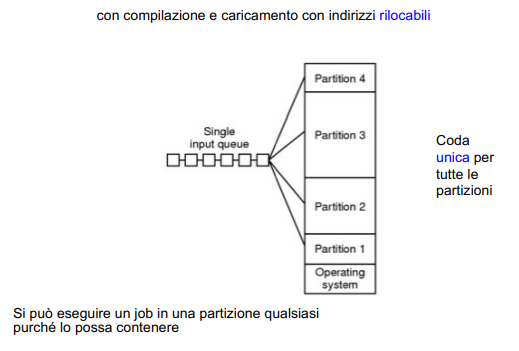 con compilazione e caricamento con indirizzi rilocabili
Partition 4
Single
input queue
Partition 3
Coda
unica per
tutte le
partizioni
Partition 2
Partition 1
Operating
system
Si può eseguire un job in una partizione qualsiasi
purché lo possa contenere